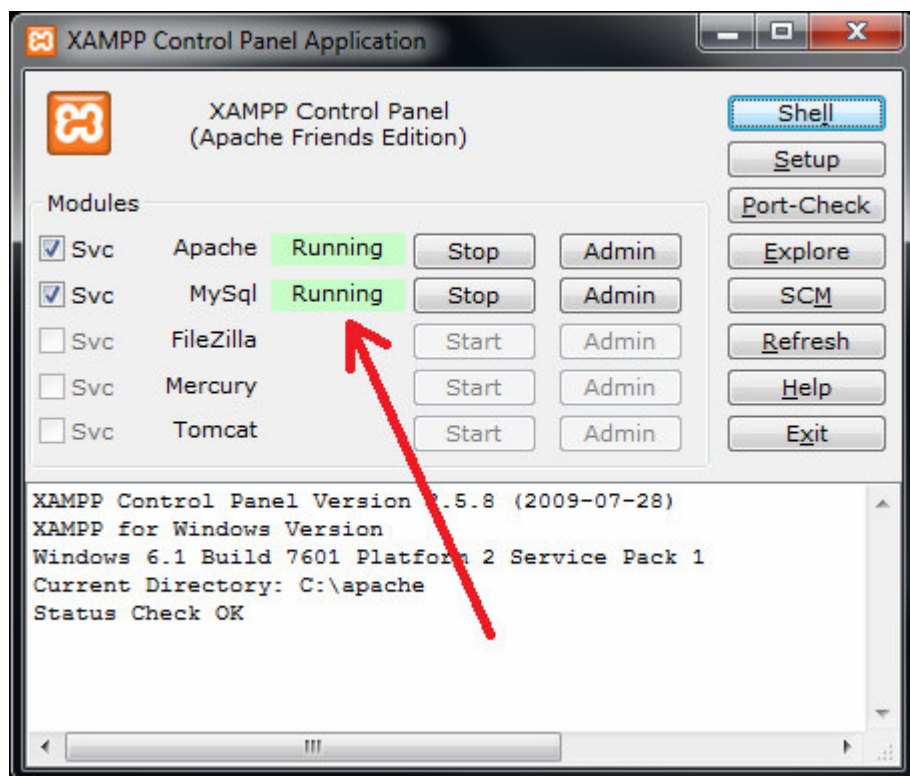 XAMPP Control Panel Application
XAMPP Control Panel
(Apache Friends Edition)
Shell
Setup
Modules
Port-Check
Svc Apache Running Stop Admin Explore
Svc MySql Running Stop Admin SCM
Svc FileZilla Start Admin Refresh
Svc Mercury Start Admin Help
Svc Tomcat Start Admin Exit
XAMPP Control Panel Version .5.8 (2009-07-28)
XAMPP for Windows Version
Windows 6.1 Build 7601 Platform 2 Service Pack 1
Current Directory: C:\apache
Status Check OK